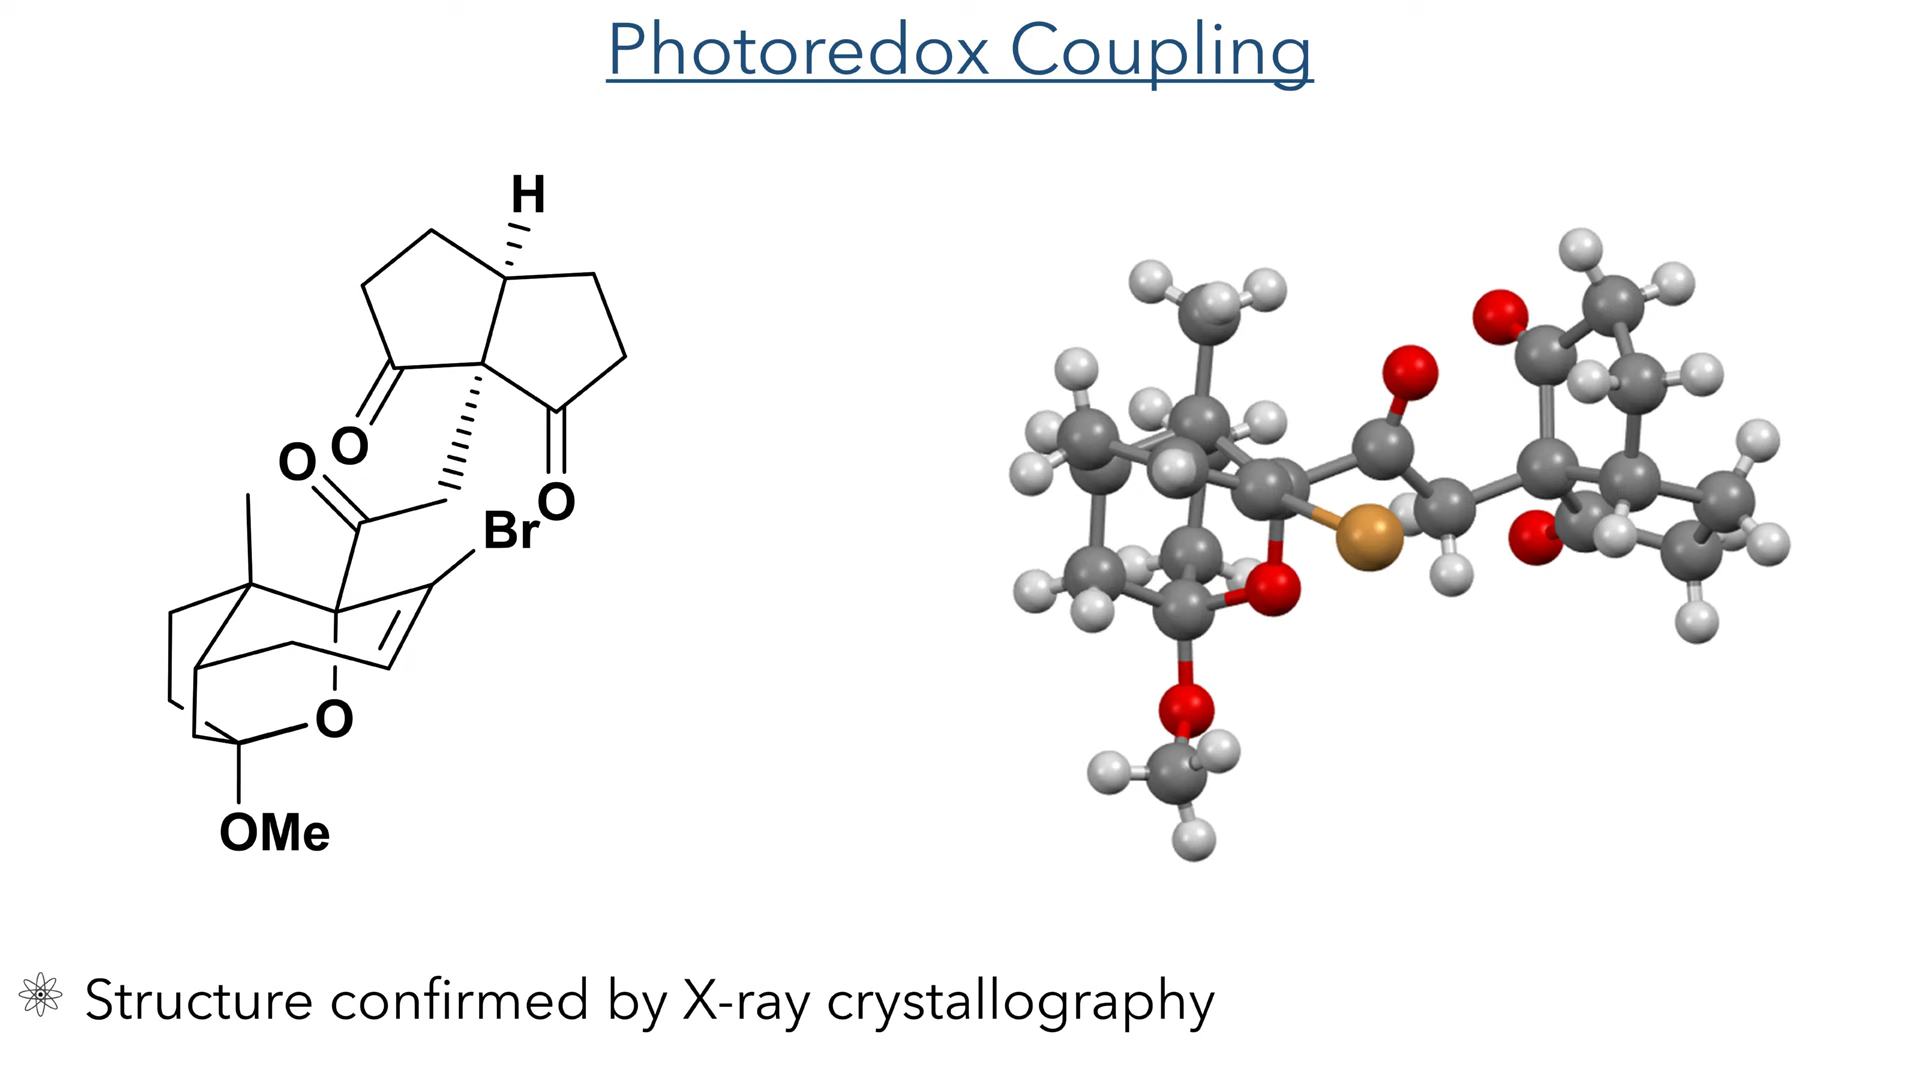 Photoredox Coupling
H
O
O
O
Br
O
OMe
Structure confirmed by X-ray crystallography